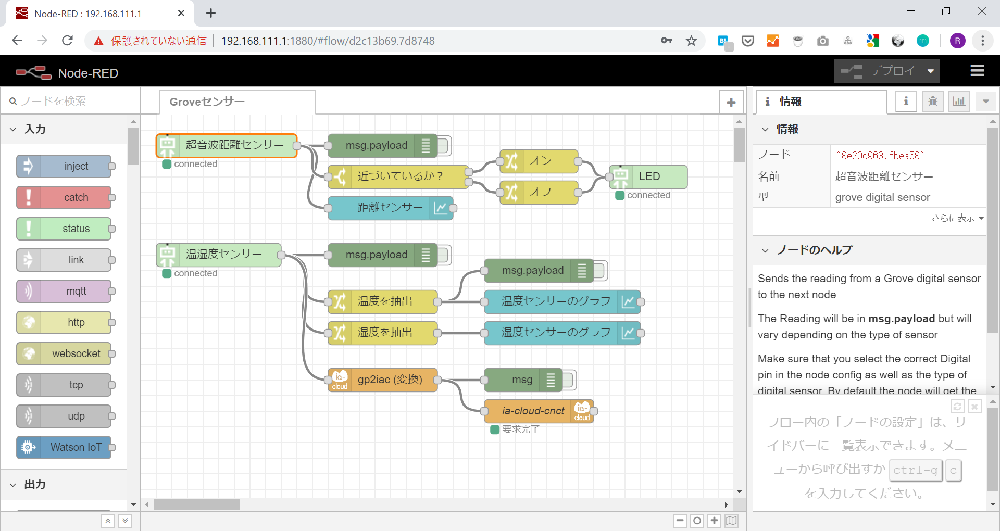 Node-RED : 192.168.111.1
保護されていない通信
192.168.111.1:1880/#flow/d2c13b69.7d8748
R
Node-RED
デプロイ
ノードを検索
入力
inject
catch
status
link
mqtt
http
websocket
tcp
udp
Watson IoT
出力
Groveセンサー
超音波距離センサー
connected
msg.payload
近づいているか？
距離センサー
オン
オフ
LED
connected
温湿度センサー
connected
msg.payload
msg.payload
温度を抽出
温度センサーのグラフ
湿度を抽出
湿度センサーのグラフ
ia-cloud
gp2iac (変換)
msg
ia-cloud-cnct
ia-cloud
要求完了
情報
情報
ノード "8e20c963.fbea58"
名前 超音波距離センサー
型 grove digital sensor
さらに表示
ノードのヘルプ
Sends the reading from a Grove digital sensor
to the next node
The Reading will be in msg.payload but will
vary depending on the type of sensor
Make sure that you select the correct Digital
pin in the node config as well as the type of
digital sensor. By default the node will get the
フロー内の「ノードの設定」は、サ
イドバーに一覧表示できます。メニ
ューから呼び出すか ctrl-g c
を入力してください。